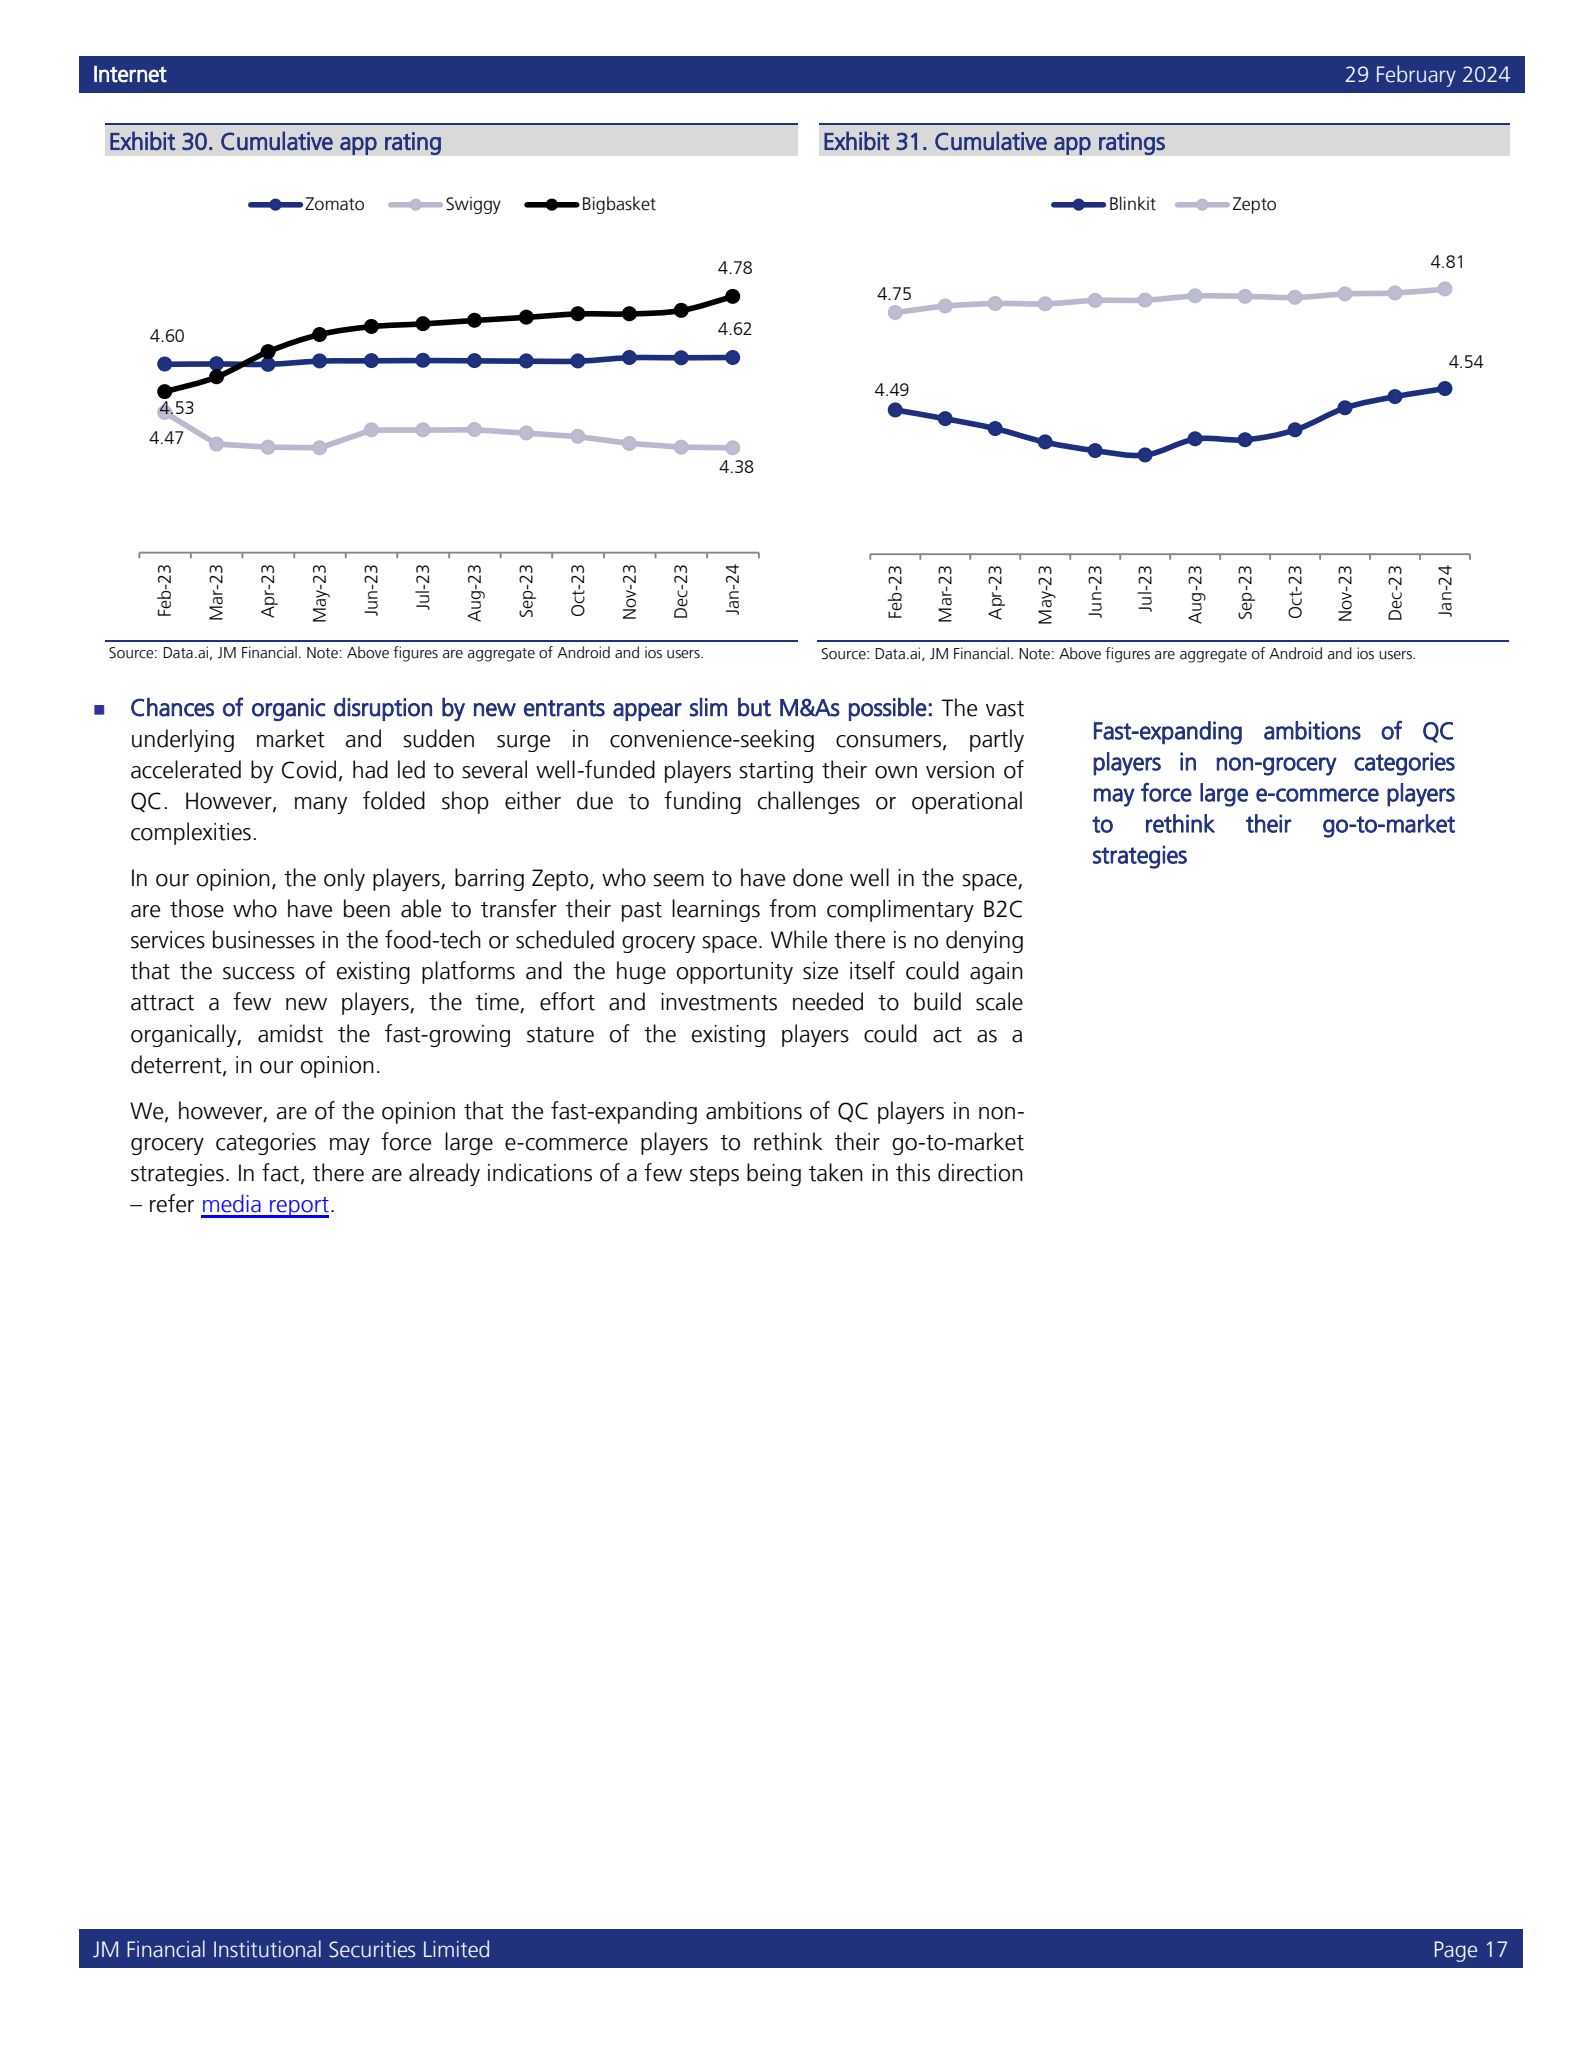 Internet
29 February 2024
Exhibit 30. Cumulative app rating
Zomato Swiggy Bigbasket
4.78
4.60
4.62
4.53
4.47
4.38
Feb-23
Mar-23
Apr-23
May-23
Jun-23
Jul-23
Aug-23
Sep-23
Oct-23
Nov-23
Dec-23
Jan-24
Source: Data.ai, JM Financial. Note: Above figures are aggregate of Android and ios users.
Exhibit 31. Cumulative app ratings
Blinkit Zepto
4.81
4.75
4.54
4.49
Feb-23
Mar-23
Apr-23
May-23
Jun-23
Jul-23
Aug-23
Sep-23
Oct-23
Nov-23
Dec-23
Jan-24
Source: Data.ai, JM Financial. Note: Above figures are aggregate of Android and ios users.
Chances of organic disruption by new entrants appear slim but M&As possible: The vast
underlying market and sudden surge in convenience-seeking consumers, partly
accelerated by Covid, had led to several well-funded players starting their own version of
QC. However, many folded shop either due to funding challenges or operational
complexities.
In our opinion, the only players, barring Zepto, who seem to have done well in the space,
are those who have been able to transfer their past learnings from complimentary B2C
services businesses in the food-tech or scheduled grocery space. While there is no denying
that the success of existing platforms and the huge opportunity size itself could again
attract a few new players, the time, effort and investments needed to build scale
organically, amidst the fast-growing stature of the existing players could act as a
deterrent, in our opinion.
We, however, are of the opinion that the fast-expanding ambitions of QC players in non-
grocery categories may force large e-commerce players to rethink their go-to-market
strategies. In fact, there are already indications of a few steps being taken in this direction
– refer media report.
Fast-expanding ambitions of QC
players in non-grocery categories
may force large e-commerce players
to rethink their go-to-market
strategies
JM Financial Institutional Securities Limited
Page 17